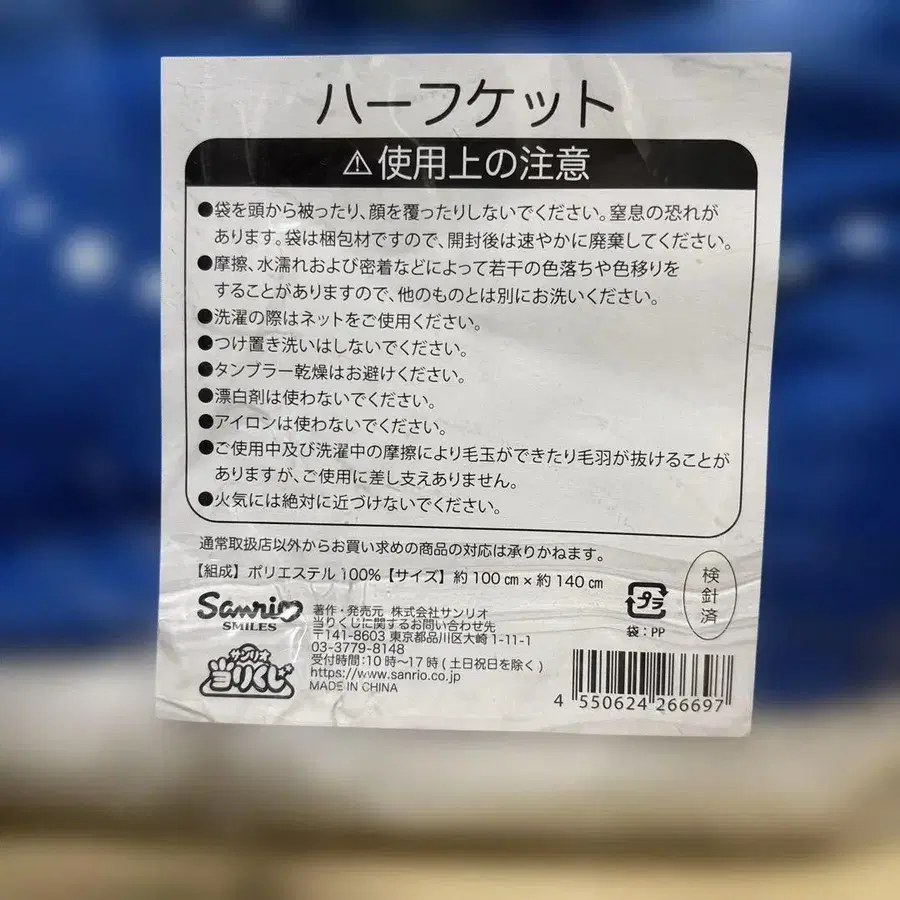 ハーフケット
⚠使用上の注意
●袋を頭から被ったり、顔を覆ったりしないでください。窒息の恐れが
あります。袋は梱包材ですので、開封後は速やかに廃棄してください。
●摩擦、水濡れおよび密着などによって若干の色落ちや色移りを
することがありますので、他のものとは別にお洗いください。
●洗濯の際はネットをご使用ください。
●つけ置き洗いはしないでください。
●タンブラー乾燥はお避けください。
●漂白剤は使わないでください。
●アイロンは使わないでください。
●ご使用中及び洗濯中の摩擦により毛玉ができたり毛羽が抜けることが
ありますが、ご使用に差し支えありません。
●火気には絶対に近づけないでください。
通常取扱店以外からお買い求めの商品の対応は承りかねます。
【組成】ポリエステル100%【サイズ】約100㎝×約140㎝
検針済
プラ
袋：PP
Sanrio
SMILES
サンリオ
当りくじ
著作・発売元 株式会社サンリオ
当りくじに関するお問い合わせ先
〒141-8603 東京都品川区大崎1-11-1
03-3779-8148
受付時間：10時〜17時(土日祝日を除く)
https://www.sanrio.co.jp
MADE IN CHINA
4 550624 266697